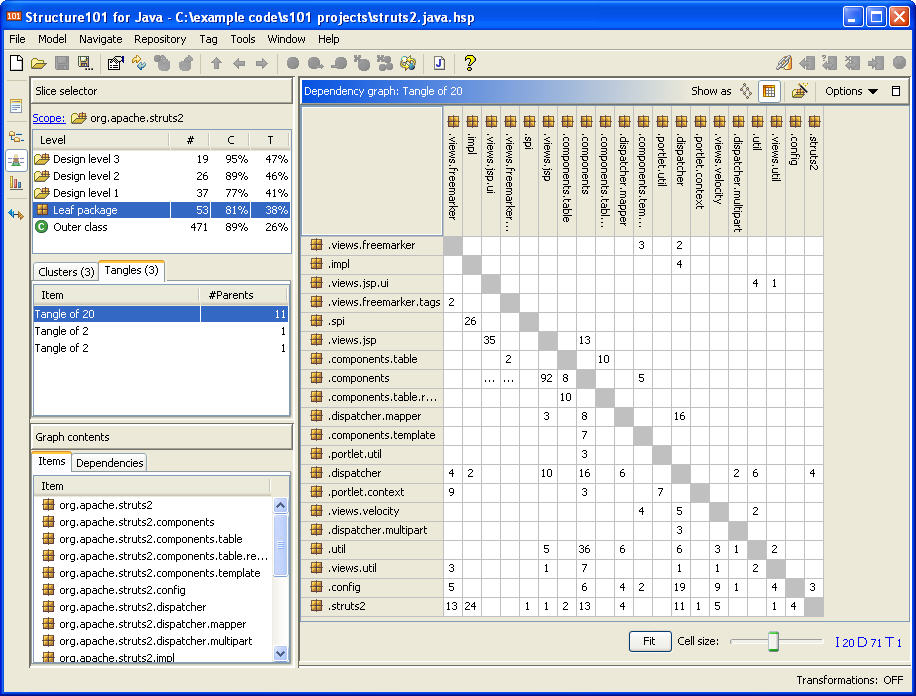 Structure101 for Java - C:\example code\s101 projects\struts2.java.hsp
File Model Navigate Repository Tag Tools Window Help
Slice selector
Scope: org.apache.struts2
Level # C T
Design level 3 19 95% 47%
Design level 2 26 89% 46%
Design level 1 37 77% 41%
Leaf package 53 81% 38%
Outer class 471 89% 26%
Clusters (3) Tangles (3)
Item #Parents
Tangle of 20 11
Tangle of 2 1
Tangle of 2 1
Graph contents
Items Dependencies
Item
org.apache.struts2
org.apache.struts2.components
org.apache.struts2.components.table
org.apache.struts2.components.table.re...
org.apache.struts2.components.template
org.apache.struts2.config
org.apache.struts2.dispatcher
org.apache.struts2.dispatcher.mapper
org.apache.struts2.dispatcher.multipart
org.apache.struts2.impl
Dependency graph: Tangle of 20 Show as Options
.views.freemarker
.impl
.views.jsp.ui
.views.freemarker...
.spi
.views.jsp
.components.table
.components
.components.tabl...
.dispatcher.mapper
.components.tem...
.portlet.util
.dispatcher
.portlet.context
.views.velocity
.dispatcher.multipart
.util
.views.util
.config
.struts2
.views.freemarker 3 2
.impl 4
.views.jsp.ui 4 1
.views.freemarker.tags 2
.spi 26
.views.jsp 35 13
.components.table 2 10
.components ... ... 92 8 5
.components.table.r... 10
.dispatcher.mapper 3 8 16
.components.template 7
.portlet.util 3
.dispatcher 4 2 10 16 6 2 6 4
.portlet.context 9 3 7
.views.velocity 4 5 2
.dispatcher.multipart 3
.util 5 36 6 6 3 1 2
.views.util 3 1 7 1 1 2
.config 5 6 4 2 19 9 1 4 3
.struts2 13 24 1 1 2 13 4 11 1 5 1 4
Fit Cell size: I 20 D 71 T 1
Transformations: OFF